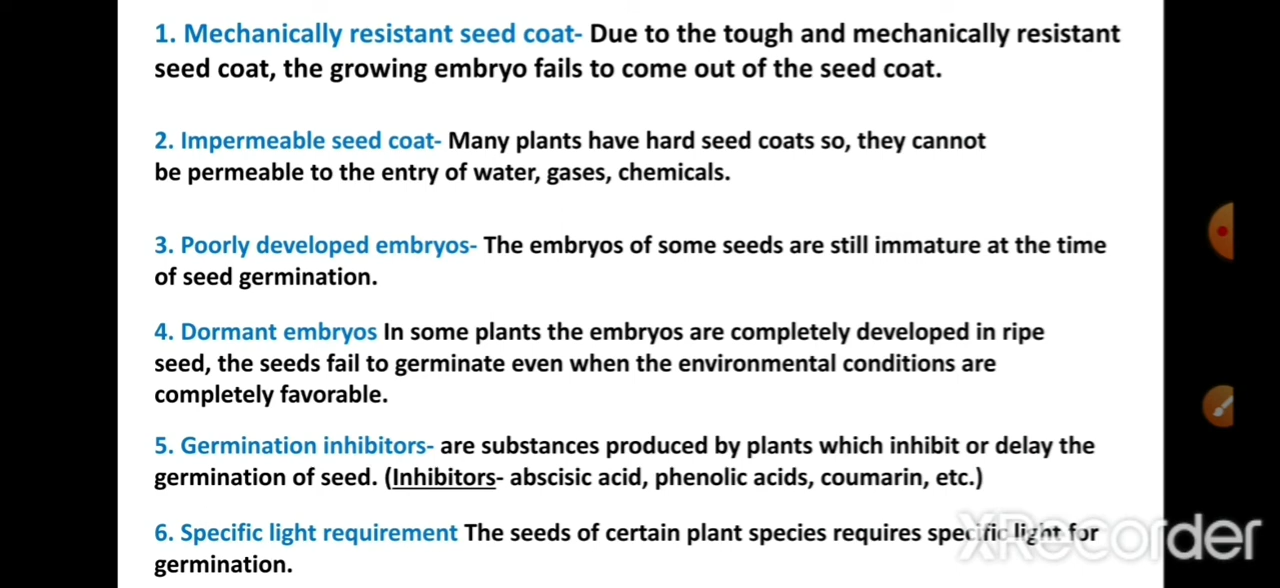 1. Mechanically resistant seed coat- Due to the tough and mechanically resistant
seed coat, the growing embryo fails to come out of the seed coat.
2. Impermeable seed coat- Many plants have hard seed coats so, they cannot
be permeable to the entry of water, gases, chemicals.
3. Poorly developed embryos- The embryos of some seeds are still immature at the time
of seed germination.
4. Dormant embryos In some plants the embryos are completely developed in ripe
seed, the seeds fail to germinate even when the environmental conditions are
completely favorable.
5. Germination inhibitors- are substances produced by plants which inhibit or delay the
germination of seed. (Inhibitors- abscisic acid, phenolic acids, coumarin, etc.)
6. Specific light requirement The seeds of certain plant species requires specific light for
germination.
XRecorder